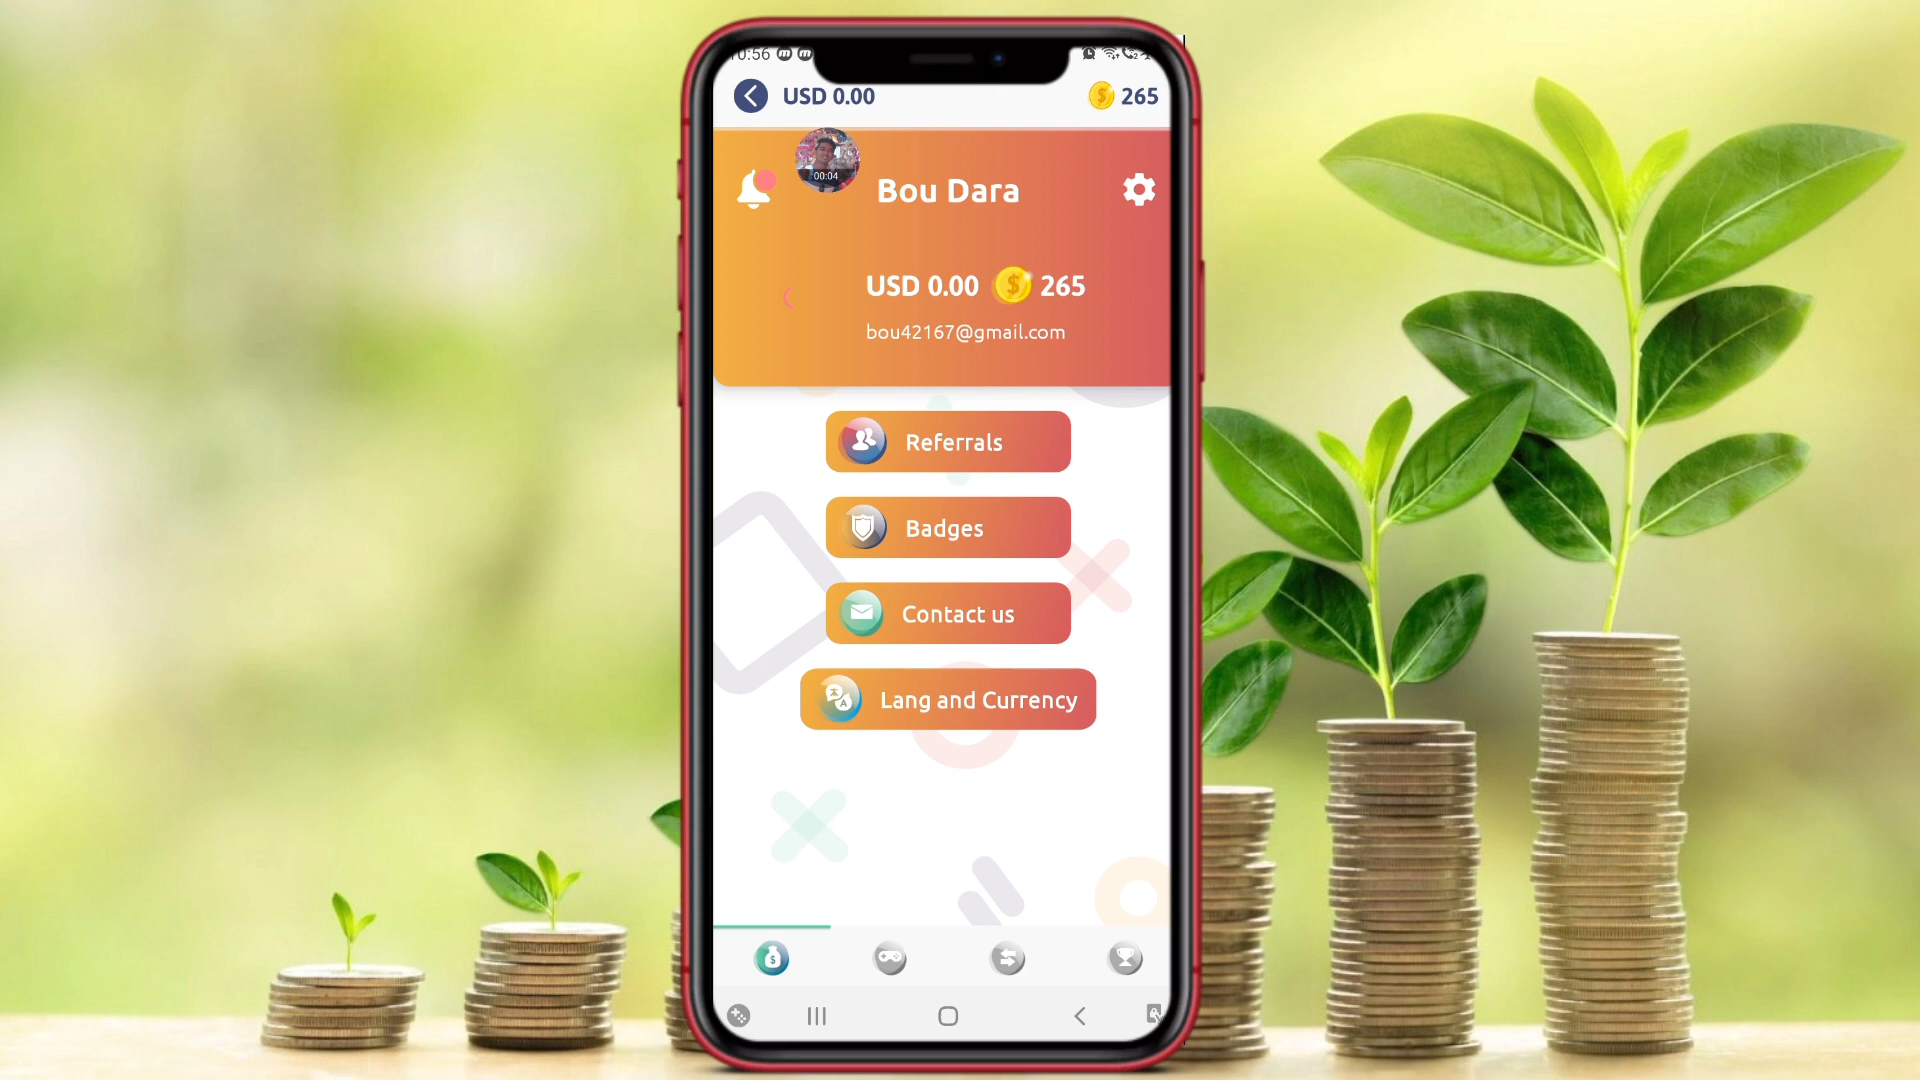 10:56
USD 0.00
265
00:04
Bou Dara
USD 0.00
265
bou42167@gmail.com
Referrals
Badges
Contact us
Lang and Currency